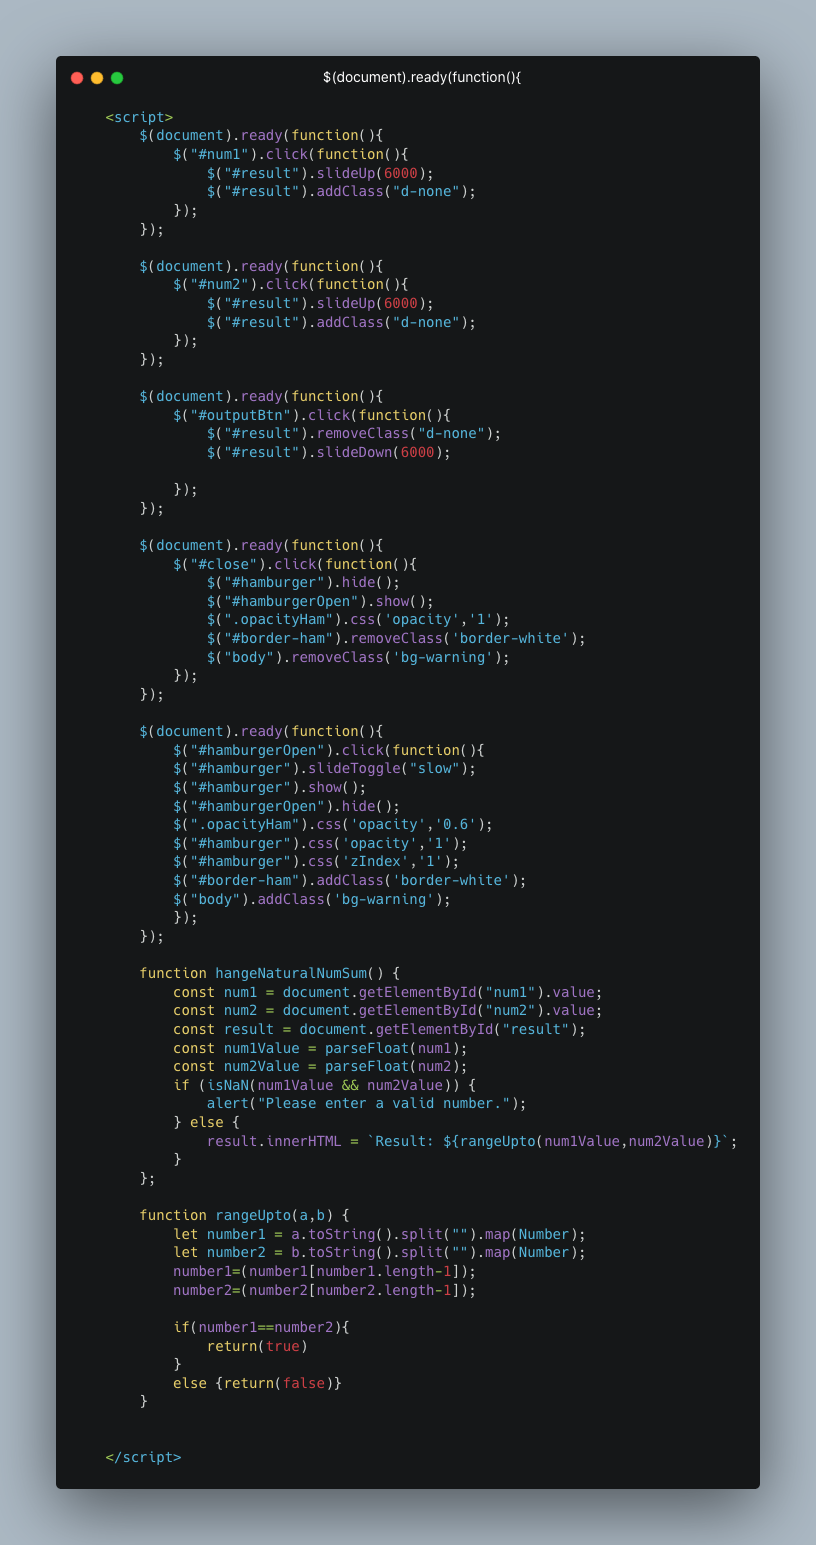 $(document).ready(function(){
<script>
$(document).ready(function(){
$("#num1").click(function(){
$("#result").slideUp(6000);
$("#result").addClass("d-none");
});
});
$(document).ready(function(){
$("#num2").click(function(){
$("#result").slideUp(6000);
$("#result").addClass("d-none");
});
});
$(document).ready(function(){
$("#outputBtn").click(function(){
$("#result").removeClass("d-none");
$("#result").slideDown(6000);
});
});
$(document).ready(function(){
$("#close").click(function(){
$("#hamburger").hide();
$("#hamburgerOpen").show();
$(".opacityHam").css('opacity','1');
$("#border-ham").removeClass('border-white');
$("body").removeClass('bg-warning');
});
});
$(document).ready(function(){
$("#hamburgerOpen").click(function(){
$("#hamburger").slideToggle("slow");
$("#hamburger").show();
$("#hamburgerOpen").hide();
$(".opacityHam").css('opacity','0.6');
$("#hamburger").css('opacity','1');
$("#hamburger").css('zIndex','1');
$("#border-ham").addClass('border-white');
$("body").addClass('bg-warning');
});
});
function hangeNaturalNumSum() {
const num1 = document.getElementById("num1").value;
const num2 = document.getElementById("num2").value;
const result = document.getElementById("result");
const num1Value = parseFloat(num1);
const num2Value = parseFloat(num2);
if (isNaN(num1Value && num2Value)) {
alert("Please enter a valid number.");
} else {
result.innerHTML = `Result: ${rangeUpto(num1Value,num2Value)}`;
}
};
function rangeUpto(a,b) {
let number1 = a.toString().split("").map(Number);
let number2 = b.toString().split("").map(Number);
number1=(number1[number1.length-1]);
number2=(number2[number2.length-1]);
if(number1==number2){
return(true)
}
else {return(false)}
}
</script>